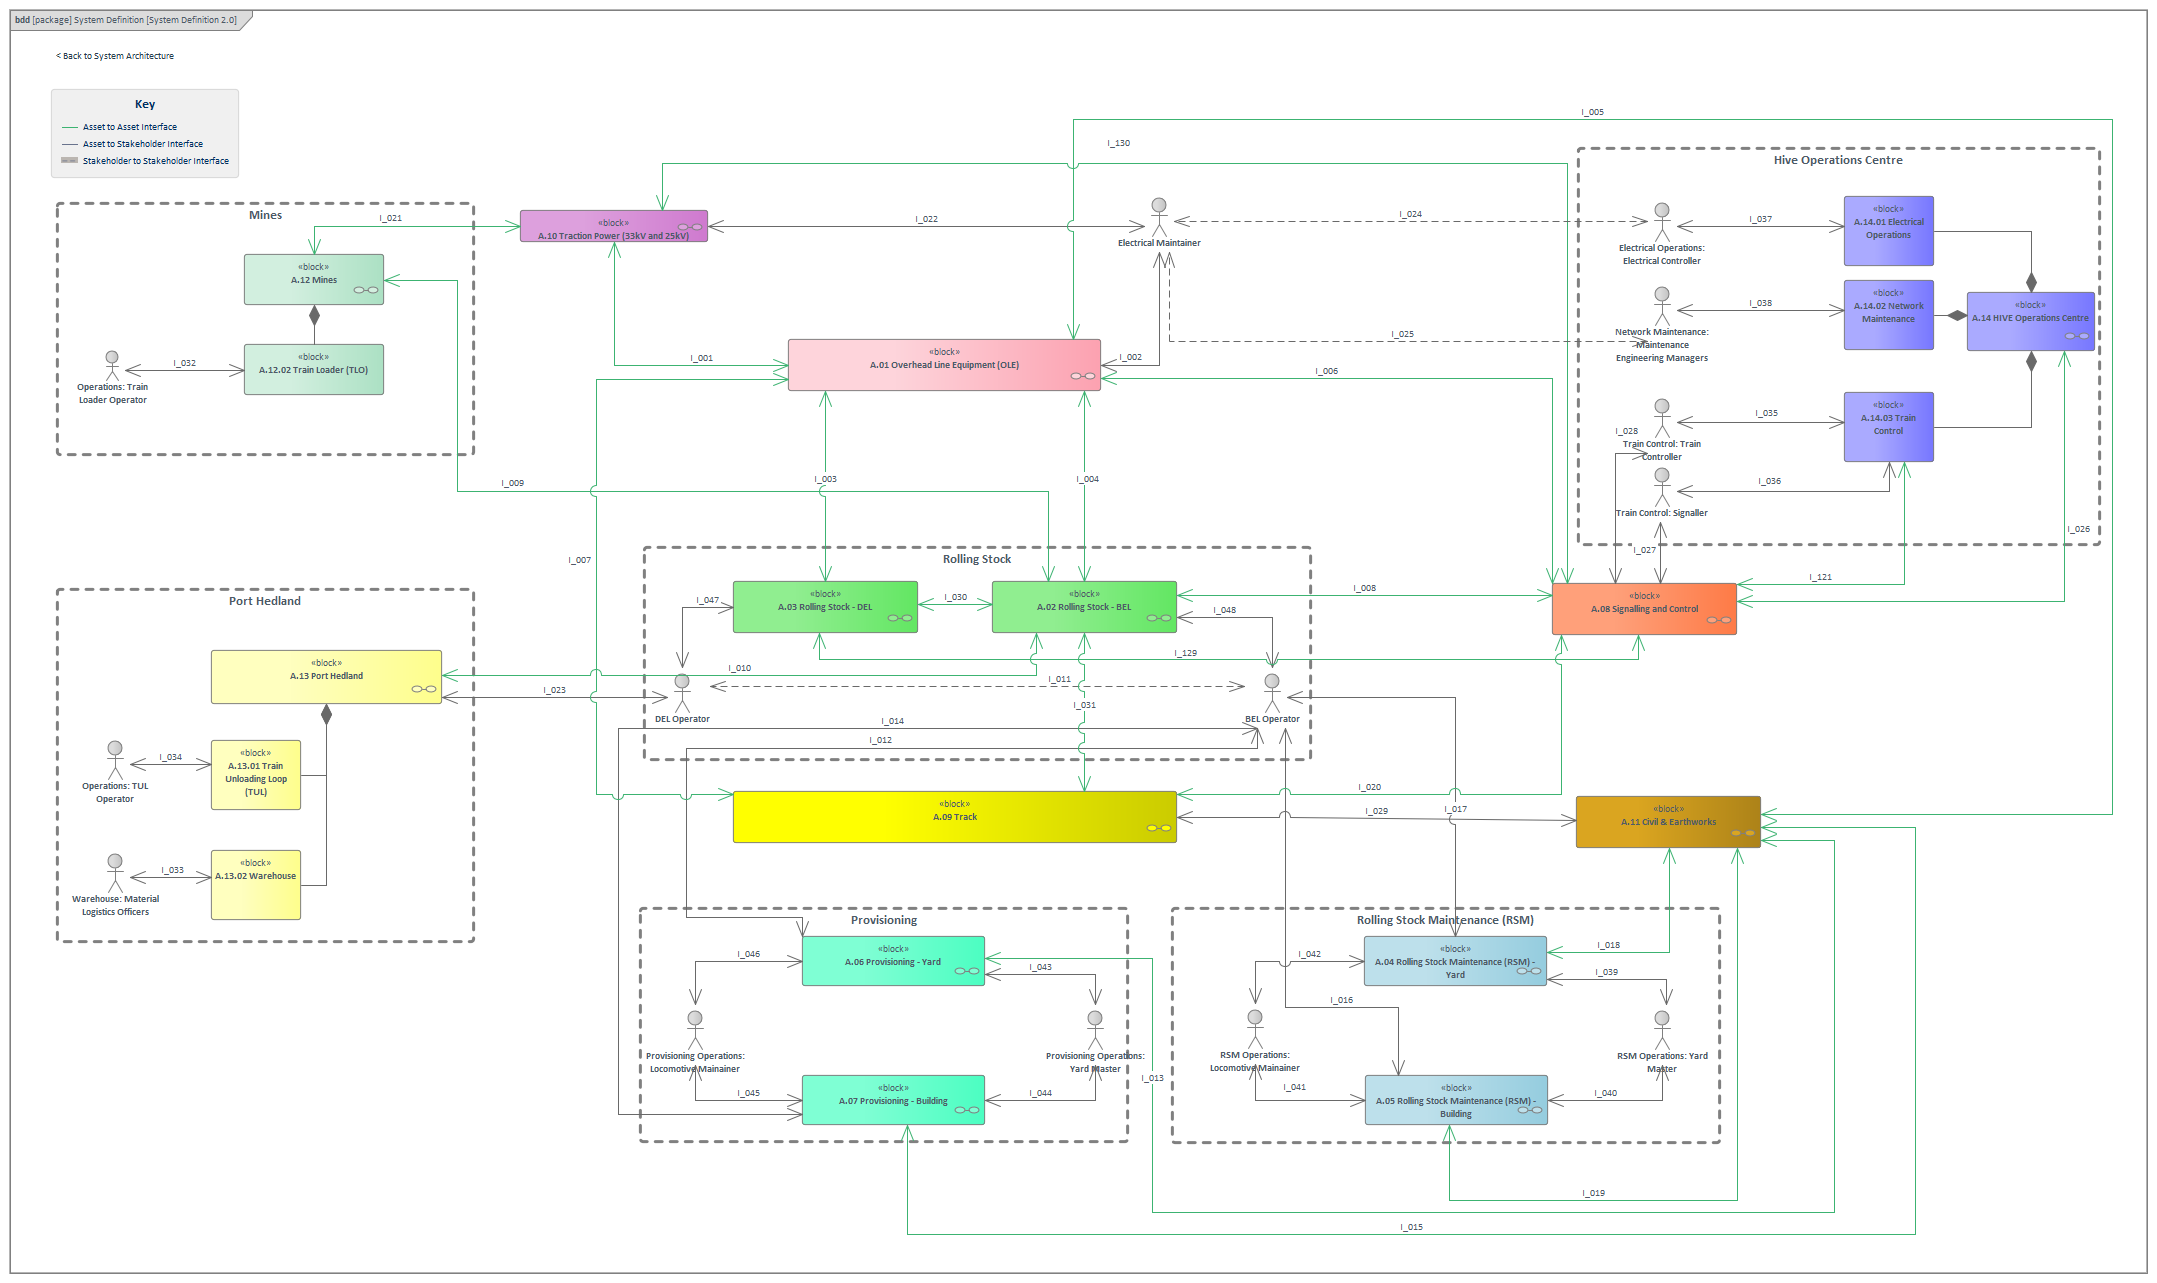 bdd [package] System Definition [System Definition 2.0]
< Back to System Architecture
Key
Asset to Asset Interface
Asset to Stakeholder Interface
Stakeholder to Stakeholder Interface
I_005
I_130
Mines
I_021
«block»
A.12 Mines
«block»
A.12.02 Train Loader (TLO)
I_032
Operations: Train
Loader Operator
«block»
A.10 Traction Power (33kV and 25kV)
I_022
Electrical Maintainer
I_024
I_025
I_001
«block»
A.01 Overhead Line Equipment (OLE)
I_002
I_006
Hive Operations Centre
Electrical Operations:
Electrical Controller
I_037
«block»
A.14.01 Electrical
Operations
Network Maintenance:
Maintenance
Engineering Managers
I_038
«block»
A.14.02 Network
Maintenance
«block»
A.14 HIVE Operations Centre
I_028
Train Control: Train
Controller
I_035
«block»
A.14.03 Train
Control
Train Control: Signaller
I_036
I_027
I_026
I_121
I_009
I_003
I_004
I_007
Rolling Stock
I_047
«block»
A.03 Rolling Stock - DEL
I_030
«block»
A.02 Rolling Stock - BEL
I_008
I_048
«block»
A.08 Signalling and Control
I_129
I_010
I_011
I_031
DEL Operator
BEL Operator
I_014
I_012
Port Hedland
«block»
A.13 Port Hedland
I_023
I_034
Operations: TUL
Operator
«block»
A.13.01 Train
Unloading Loop
(TUL)
I_033
Warehouse: Material
Logistics Officers
«block»
A.13.02 Warehouse
«block»
A.09 Track
I_020
I_029
I_017
«block»
A.11 Civil & Earthworks
Provisioning
I_046
«block»
A.06 Provisioning - Yard
I_043
Provisioning Operations:
Locomotive Mainainer
Provisioning Operations:
Yard Master
I_045
«block»
A.07 Provisioning - Building
I_044
I_013
Rolling Stock Maintenance (RSM)
I_042
«block»
A.04 Rolling Stock Maintenance (RSM) -
Yard
I_018
I_039
I_016
RSM Operations:
Locomotive Mainainer
RSM Operations: Yard
Master
I_041
«block»
A.05 Rolling Stock Maintenance (RSM) -
Building
I_040
I_019
I_015